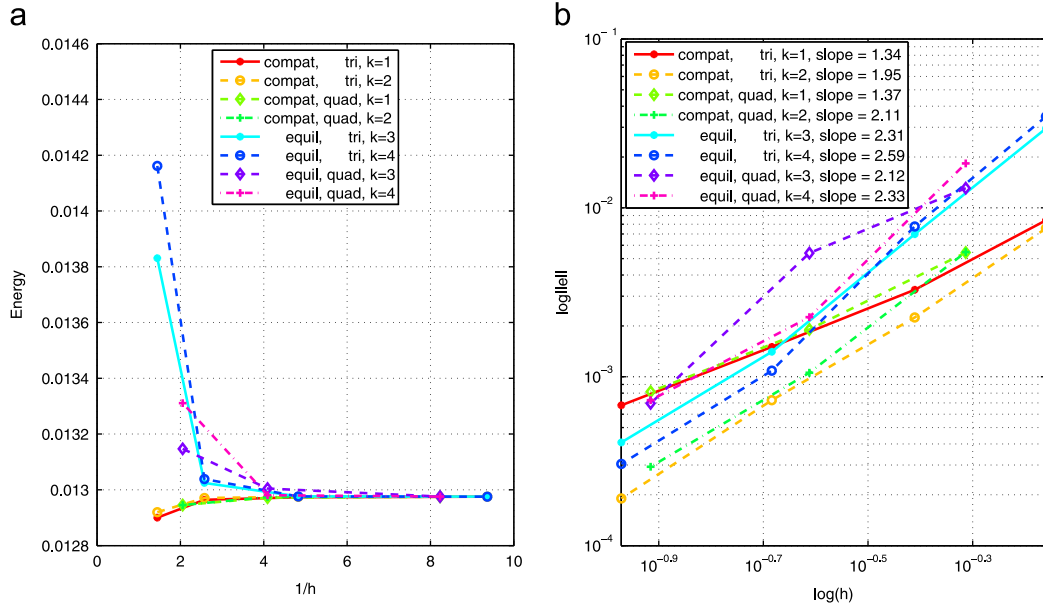 a
0.0146
0.0144
0.0142
0.014
0.0138
0.0136
0.0134
0.0132
0.013
0.0128
Energy
0
2
4
6
8
10
1/h
compat, tri, k=1
compat, tri, k=2
compat, quad, k=1
compat, quad, k=2
equil, tri, k=3
equil, tri, k=4
equil, quad, k=3
equil, quad, k=4
b
10^-1
10^-2
10^-3
10^-4
log||e||
10^-0.9
10^-0.7
10^-0.5
10^-0.3
log(h)
compat, tri, k=1, slope = 1.34
compat, tri, k=2, slope = 1.95
compat, quad, k=1, slope = 1.37
compat, quad, k=2, slope = 2.11
equil, tri, k=3, slope = 2.31
equil, tri, k=4, slope = 2.59
equil, quad, k=3, slope = 2.12
equil, quad, k=4, slope = 2.33